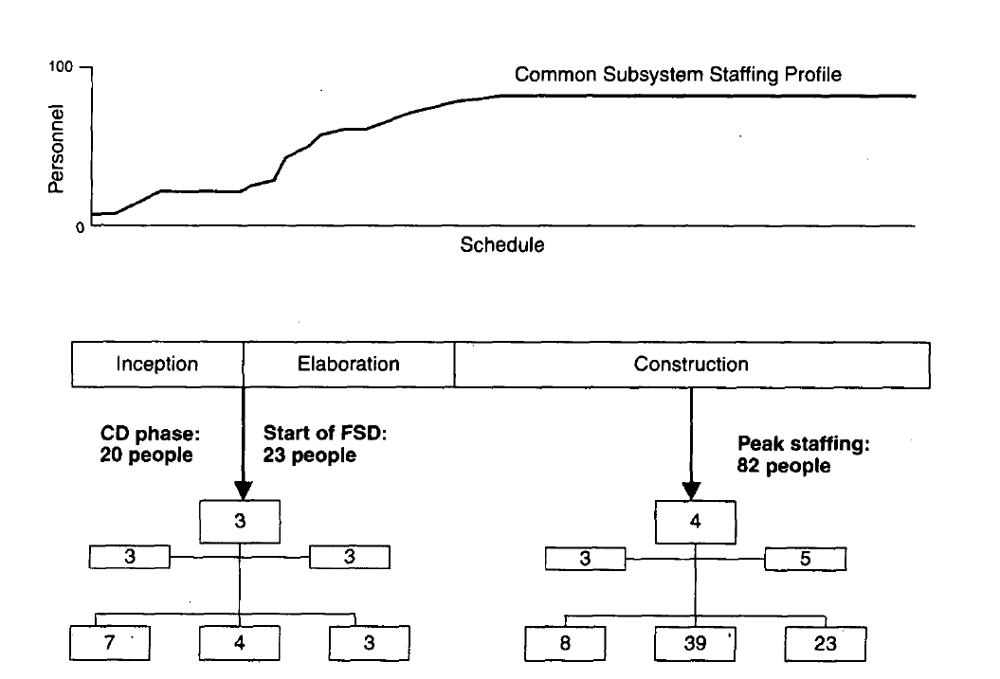 100
Common Subsystem Staffing Profile
Personnel
0
Schedule
Inception Elaboration Construction
CD phase:
20 people
Start of FSD:
23 people
Peak staffing:
82 people
3
3 3
7 4 3
4
3 5
8 39 23